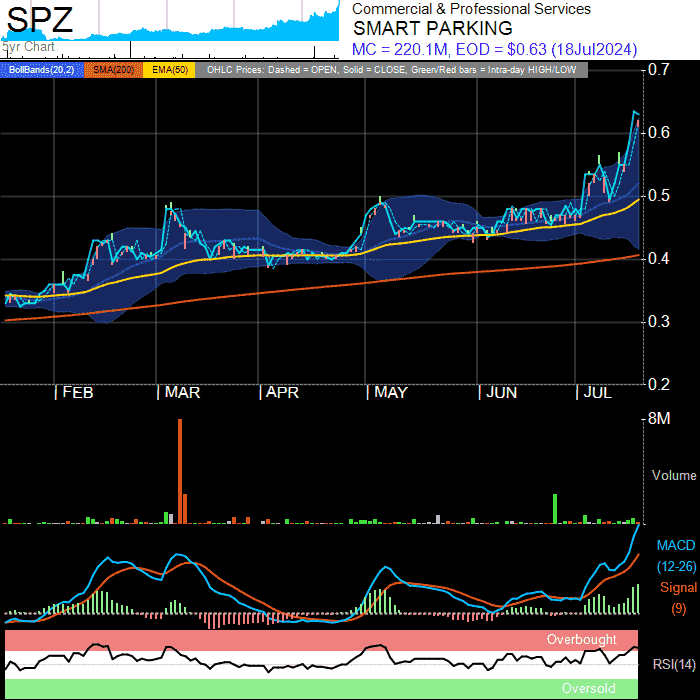 SPZ
5yr Chart
Commercial & Professional Services
SMART PARKING
MC = 220.1M, EOD = $0.63 (18Jul2024)
BollBands(20,2) SMA(200) EMA(50) OHLC Prices: Dashed = OPEN, Solid = CLOSE, Green/Red bars = Intra-day HIGH/LOW
0.7
0.6
0.5
0.4
0.3
0.2
FEB MAR APR MAY JUN JUL
8M
Volume
MACD
(12-26)
Signal
(9)
Overbought
RSI(14)
Oversold